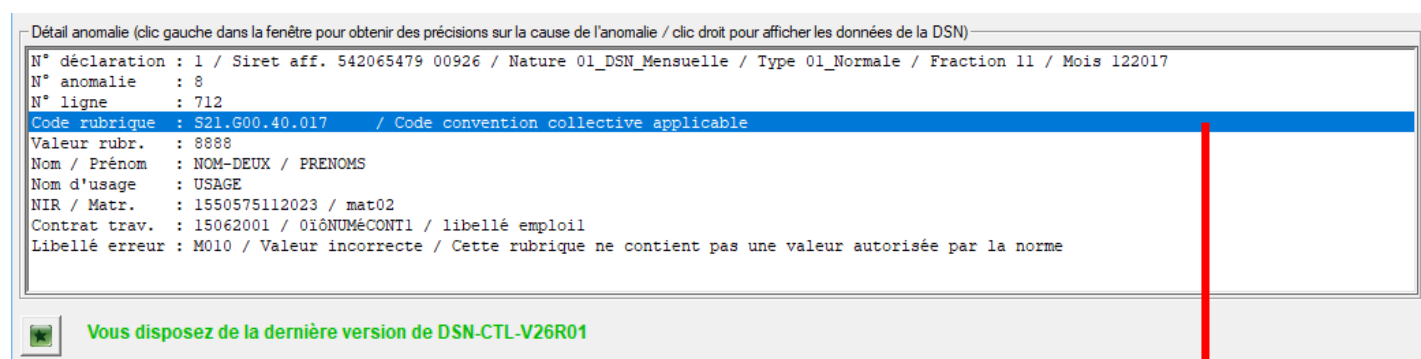 Détail anomalie (clic gauche dans la fenêtre pour obtenir des précisions sur la cause de l'anomalie / clic droit pour afficher les données de la DSN)
N° déclaration : 1 / Siret aff. 542065479 00926 / Nature 01_DSN_Mensuelle / Type 01_Normale / Fraction 11 / Mois 122017
N° anomalie : 8
N° ligne : 712
Code rubrique : S21.G00.40.017 / Code convention collective applicable
Valeur rubr. : 8888
Nom / Prénom : NOM-DEUX / PRENOMS
Nom d'usage : USAGE
NIR / Matr. : 1550575112023 / mat02
Contrat trav. : 15062001 / 0ïôNUMéCONT1 / libellé emploi1
Libellé erreur : M010 / Valeur incorrecte / Cette rubrique ne contient pas une valeur autorisée par la norme
Vous disposez de la dernière version de DSN-CTL-V26R01